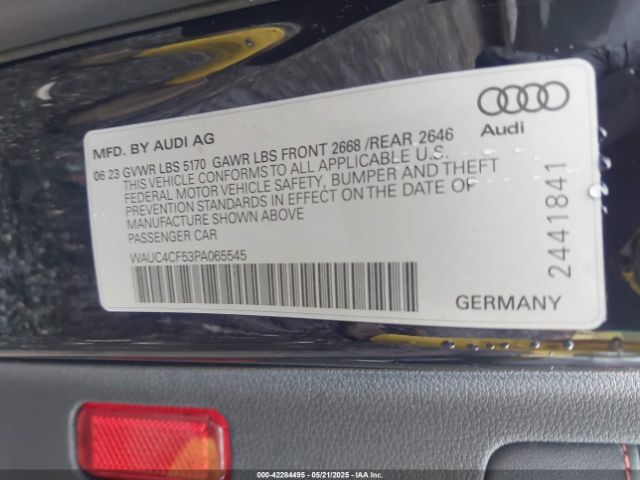 MFD. BY AUDI AG
06 23 GVWR LBS 5170 GAWR LBS FRONT 2668 /REAR 2646
THIS VEHICLE CONFORMS TO ALL APPLICABLE U.S.
FEDERAL MOTOR VEHICLE SAFETY, BUMPER AND THEFT
PREVENTION STANDARDS IN EFFECT ON THE DATE OF
MANUFACTURE SHOWN ABOVE
PASSENGER CAR
WAUC4CF53PA065545
Audi
2441841
GERMANY
000-42284495 - 05/21/2025 - IAAI.COM